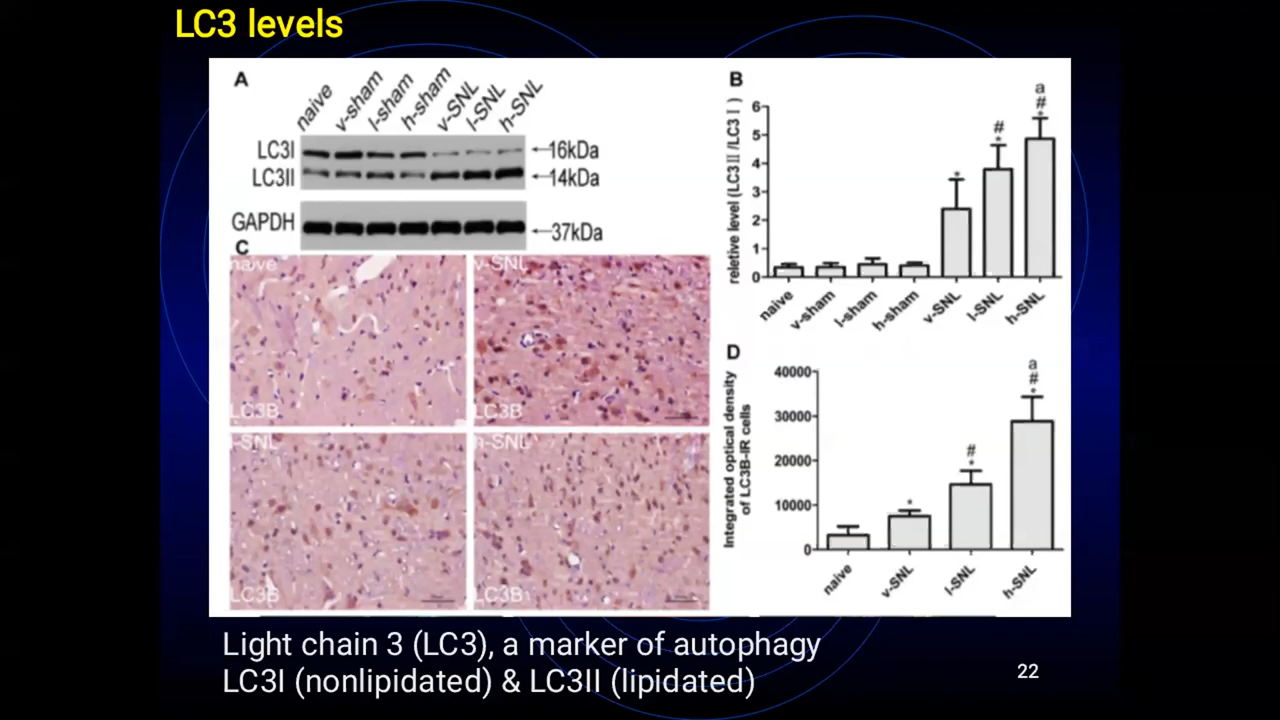 LC3 levels
A
naive
v-sham
l-sham
h-sham
v-SNL
l-SNL
h-SNL
LC3I
←16kDa
LC3II
←14kDa
GAPDH
←37kDa
B
reletive level (LC3Ⅱ/LC3Ⅰ)
6
5
4
3
2
1
0
*
#
*
a
#
*
naive
v-sham
l-sham
h-sham
v-SNL
l-SNL
h-SNL
C
naive
LC3B
v-SNL
LC3B
l-SNL
LC3B
h-SNL
LC3B
D
Integrated optical density
of LC3B-IR cells
40000
30000
20000
10000
0
*
#
*
a
#
*
naive
v-SNL
l-SNL
h-SNL
Light chain 3 (LC3), a marker of autophagy
LC3I (nonlipidated) & LC3II (lipidated)
22